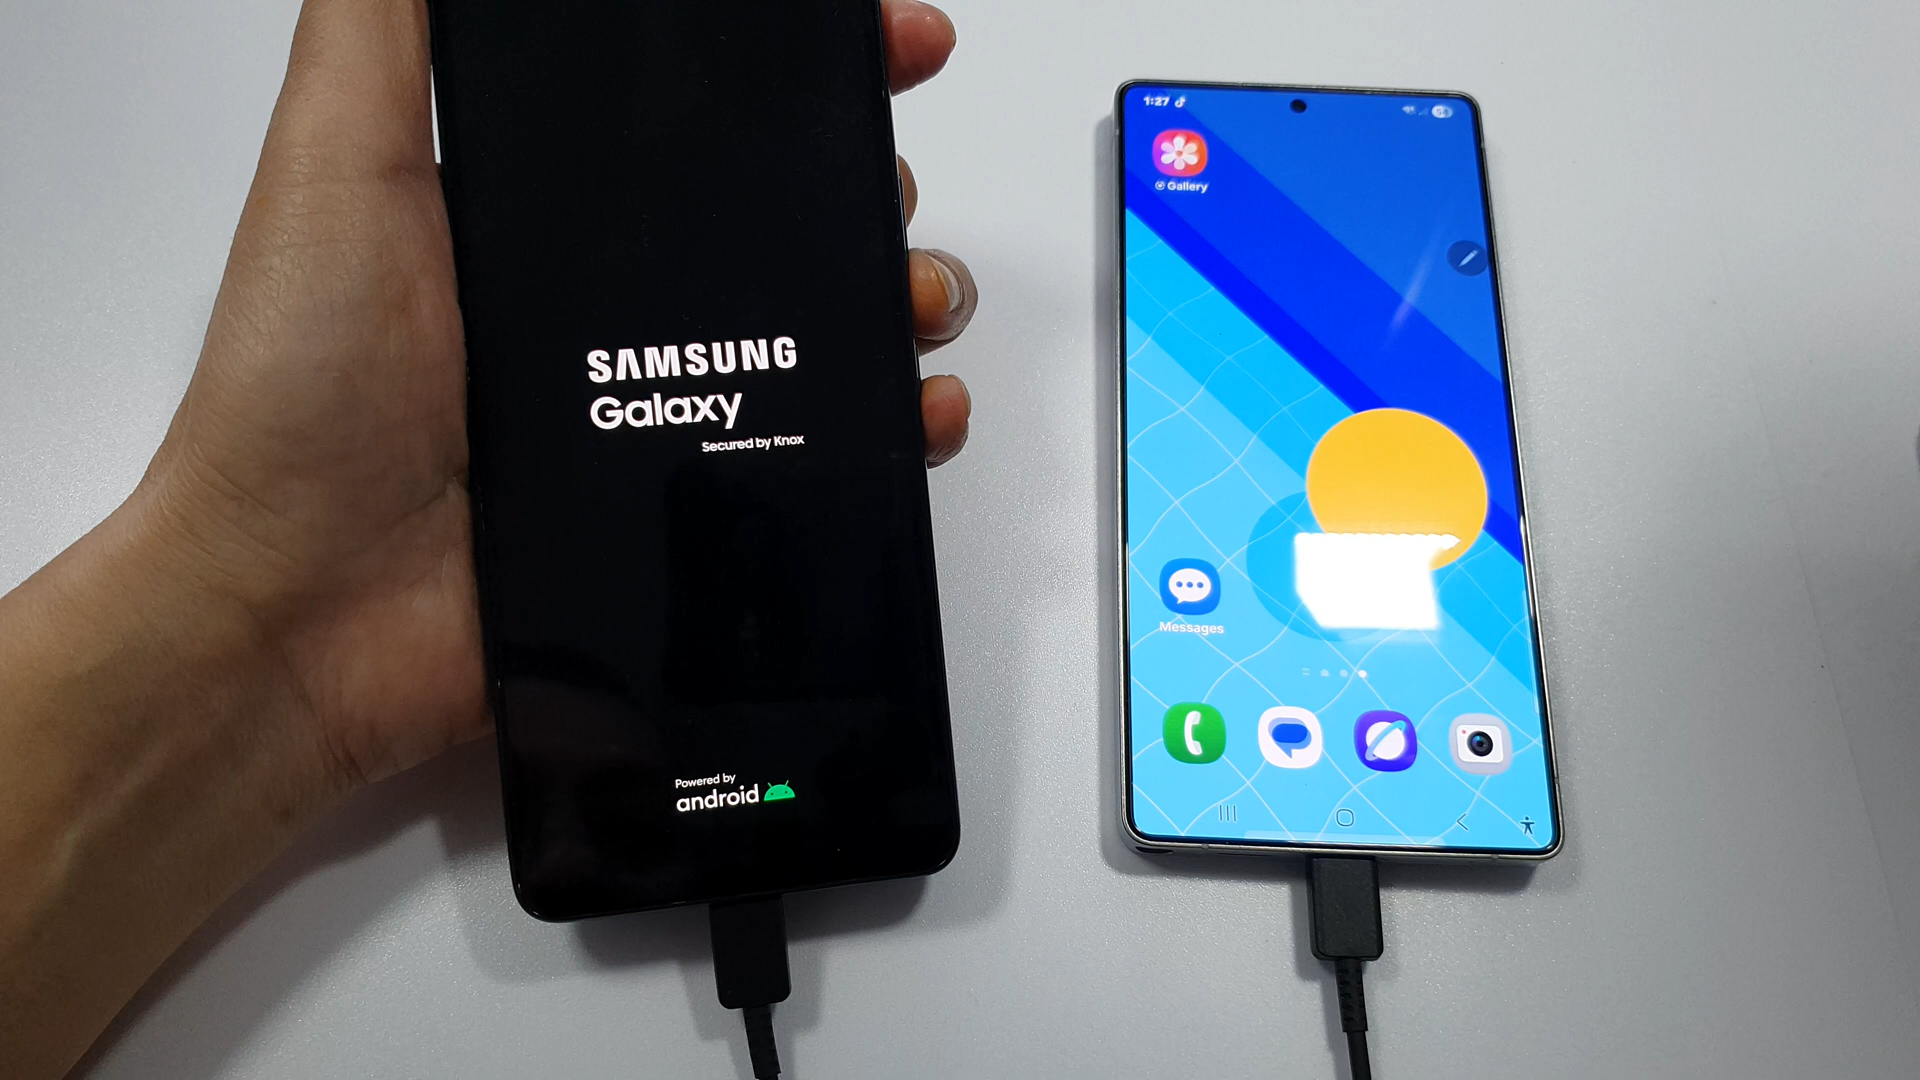 SAMSUNG
Galaxy
Secured by Knox
Powered by
android
1:27
Gallery
Messages